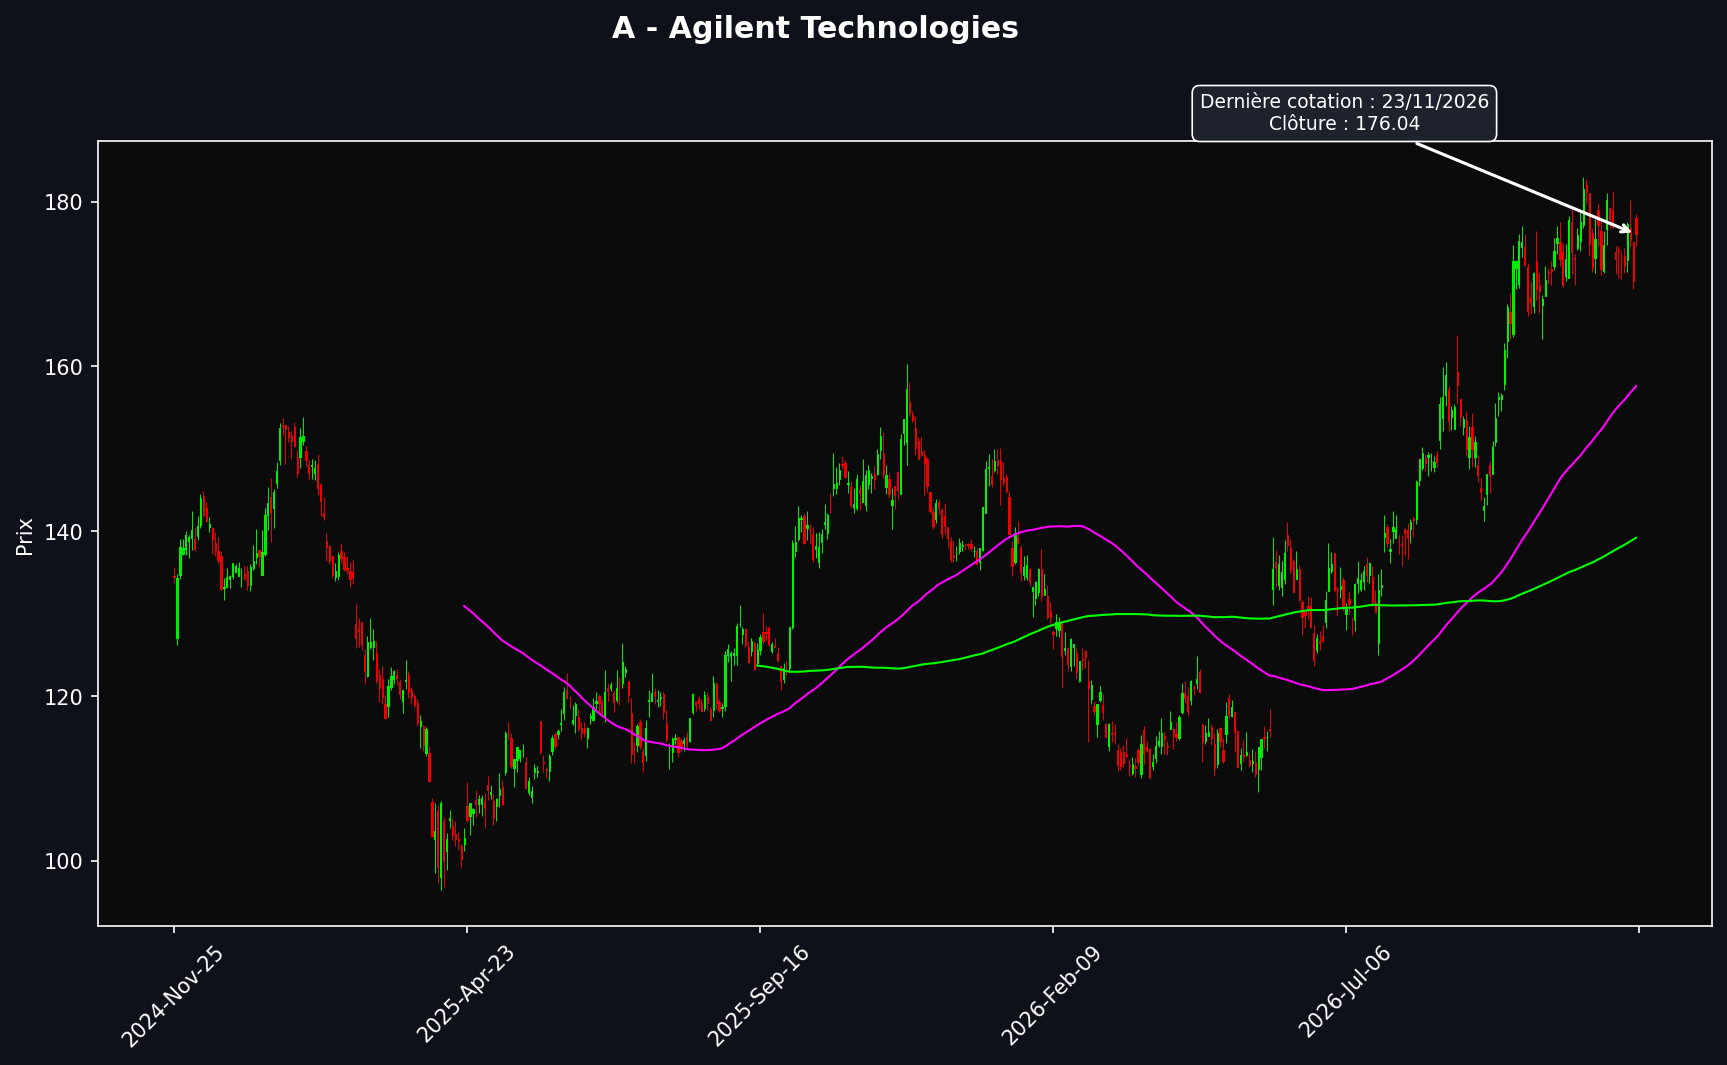 A - Agilent Technologies
Dernière cotation : 23/11/2026
Clôture : 176.04
180
160
140
120
100
Prix
2024-Nov-25
2025-Apr-23
2025-Sep-16
2026-Feb-09
2026-Jul-06